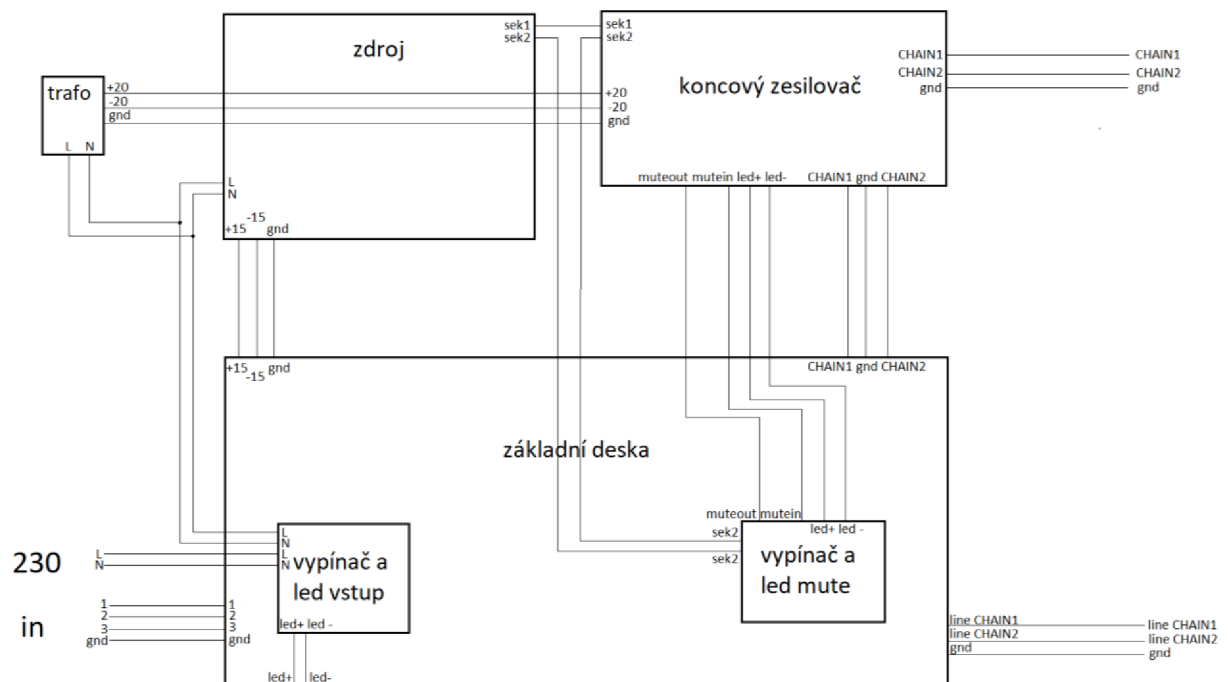 zdroj
sek1
sek2
sek1
sek2
koncový zesilovač
CHAIN1
CHAIN2
gnd
CHAIN1
CHAIN2
gnd
trafo
+20
-20
gnd
L N
+20
-20
gnd
L
N
+15 -15 gnd
muteout mutein led+ led-
CHAIN1 gnd CHAIN2
+15 -15 gnd
CHAIN1 gnd CHAIN2
základní deska
muteout mutein
led+ led -
sek2
sek2
vypínač a
led mute
230
L
N
L
N
L
N
vypínač a
led vstup
led+ led -
led+ led-
in
1
2
3
gnd
1
2
3
gnd
line CHAIN1
line CHAIN2
gnd
line CHAIN1
line CHAIN2
gnd